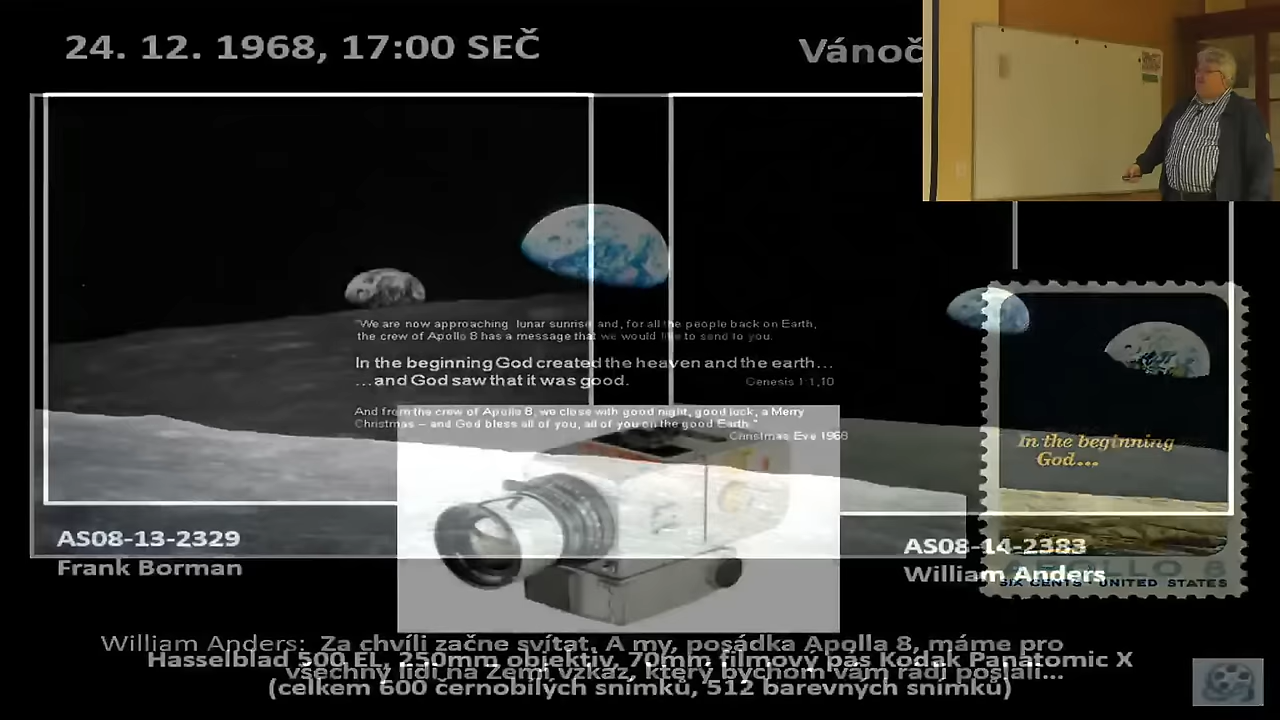 24. 12. 1968, 17:00 SEČ
Vánoč
"We are now approaching lunar sunrise and, for all the people back on Earth,
the crew of Apollo 8 has a message that we would like to send to you.
In the beginning God created the heaven and the earth...
...and God saw that it was good.
Genesis 1:1,10
And from the crew of Apollo 8, we close with good night, good luck, a Merry
Christmas – and God bless all of you, all of you on the good Earth."
Christmas Eve 1968
In the beginning
God...
APOLLO 8
SIX CENTS · UNITED STATES
AS08-13-2329
Frank Borman
AS08-14-2383
William Anders
William Anders: Za chvíli začne svítat. A my, posádka Apolla 8, máme pro
Hasselblad 500 EL, 250mm objektiv, 70mm filmový pás Kodak Panatomic X
všechny lidi na Zemi vzkaz, který bychom vám rádi poslali...
(celkem 600 černobílých snímků, 512 barevných snímků)